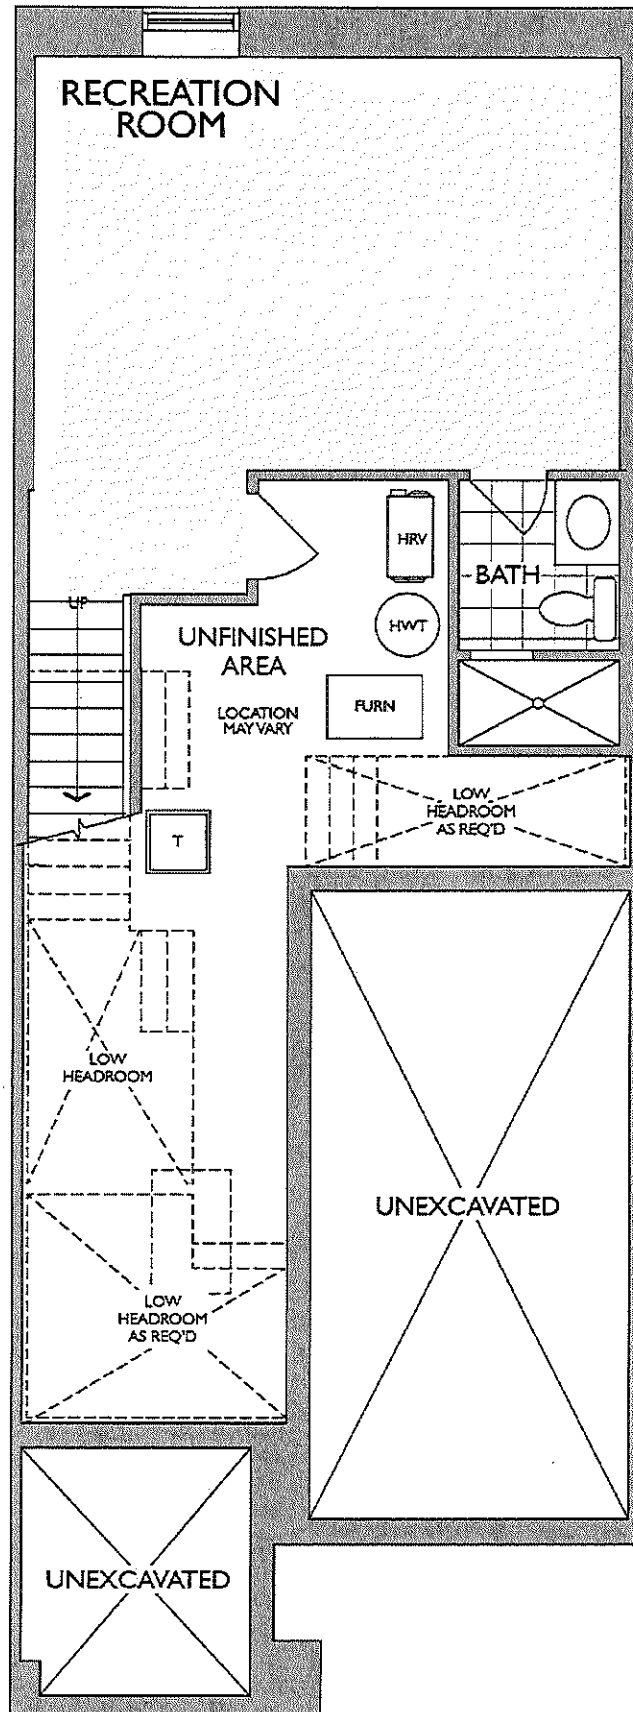 RECREATION
ROOM
HRV
BATH
UP
HWT
UNFINISHED
AREA
LOCATION
MAY VARY
FURN
LOW
HEADROOM
AS REQ'D
T
LOW
HEADROOM
UNEXCAVATED
LOW
HEADROOM
AS REQ'D
UNEXCAVATED